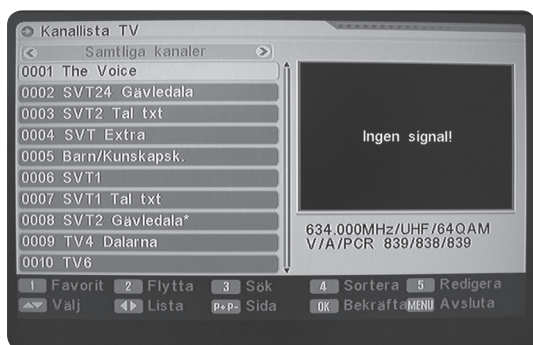 Kanallista TV
Samtliga kanaler
0001 The Voice
0002 SVT24 Gävledala
0003 SVT2 Tal txt
0004 SVT Extra
0005 Barn/Kunskapsk.
0006 SVT1
0007 SVT1 Tal txt
0008 SVT2 Gävledala*
0009 TV4 Dalarna
0010 TV6
Ingen signal!
634.000MHz/UHF/64QAM
V/A/PCR 839/838/839
1 Favorit 2 Flytta 3 Sök 4 Sortera 5 Redigera
Välj Lista P+P- Sida OK Bekräfta MENU Avsluta